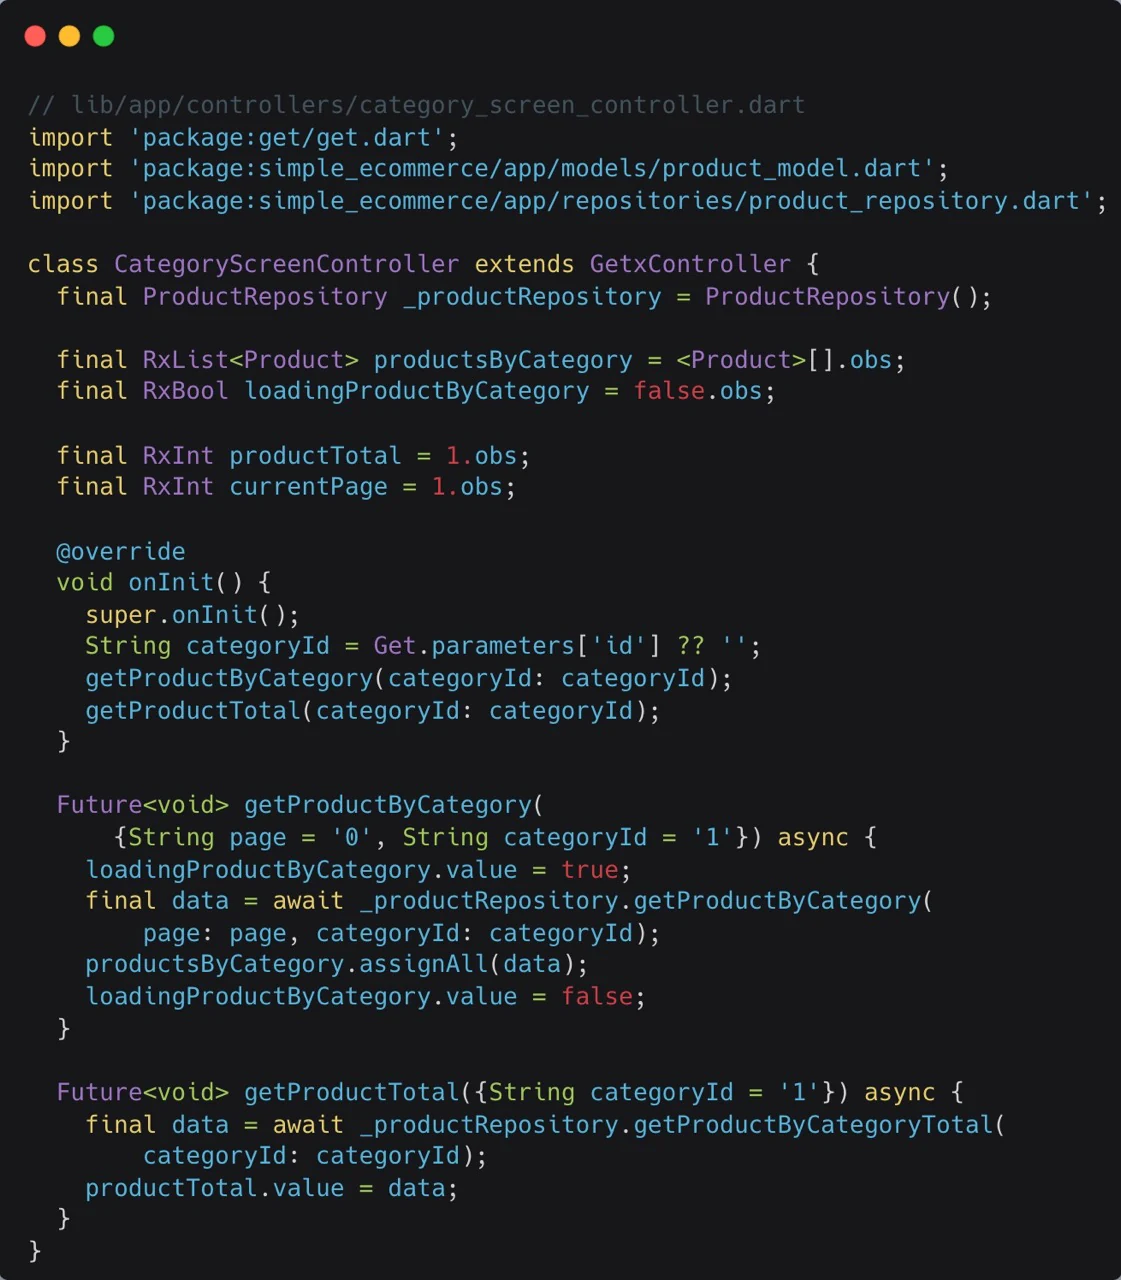 // lib/app/controllers/category_screen_controller.dart
import 'package:get/get.dart';
import 'package:simple_ecommerce/app/models/product_model.dart';
import 'package:simple_ecommerce/app/repositories/product_repository.dart';

class CategoryScreenController extends GetxController {
  final ProductRepository _productRepository = ProductRepository();

  final RxList<Product> productsByCategory = <Product>[].obs;
  final RxBool loadingProductByCategory = false.obs;

  final RxInt productTotal = 1.obs;
  final RxInt currentPage = 1.obs;

  @override
  void onInit() {
    super.onInit();
    String categoryId = Get.parameters['id'] ?? '';
    getProductByCategory(categoryId: categoryId);
    getProductTotal(categoryId: categoryId);
  }

  Future<void> getProductByCategory(
      {String page = '0', String categoryId = '1'}) async {
    loadingProductByCategory.value = true;
    final data = await _productRepository.getProductByCategory(
        page: page, categoryId: categoryId);
    productsByCategory.assignAll(data);
    loadingProductByCategory.value = false;
  }

  Future<void> getProductTotal({String categoryId = '1'}) async {
    final data = await _productRepository.getProductByCategoryTotal(
        categoryId: categoryId);
    productTotal.value = data;
  }
}